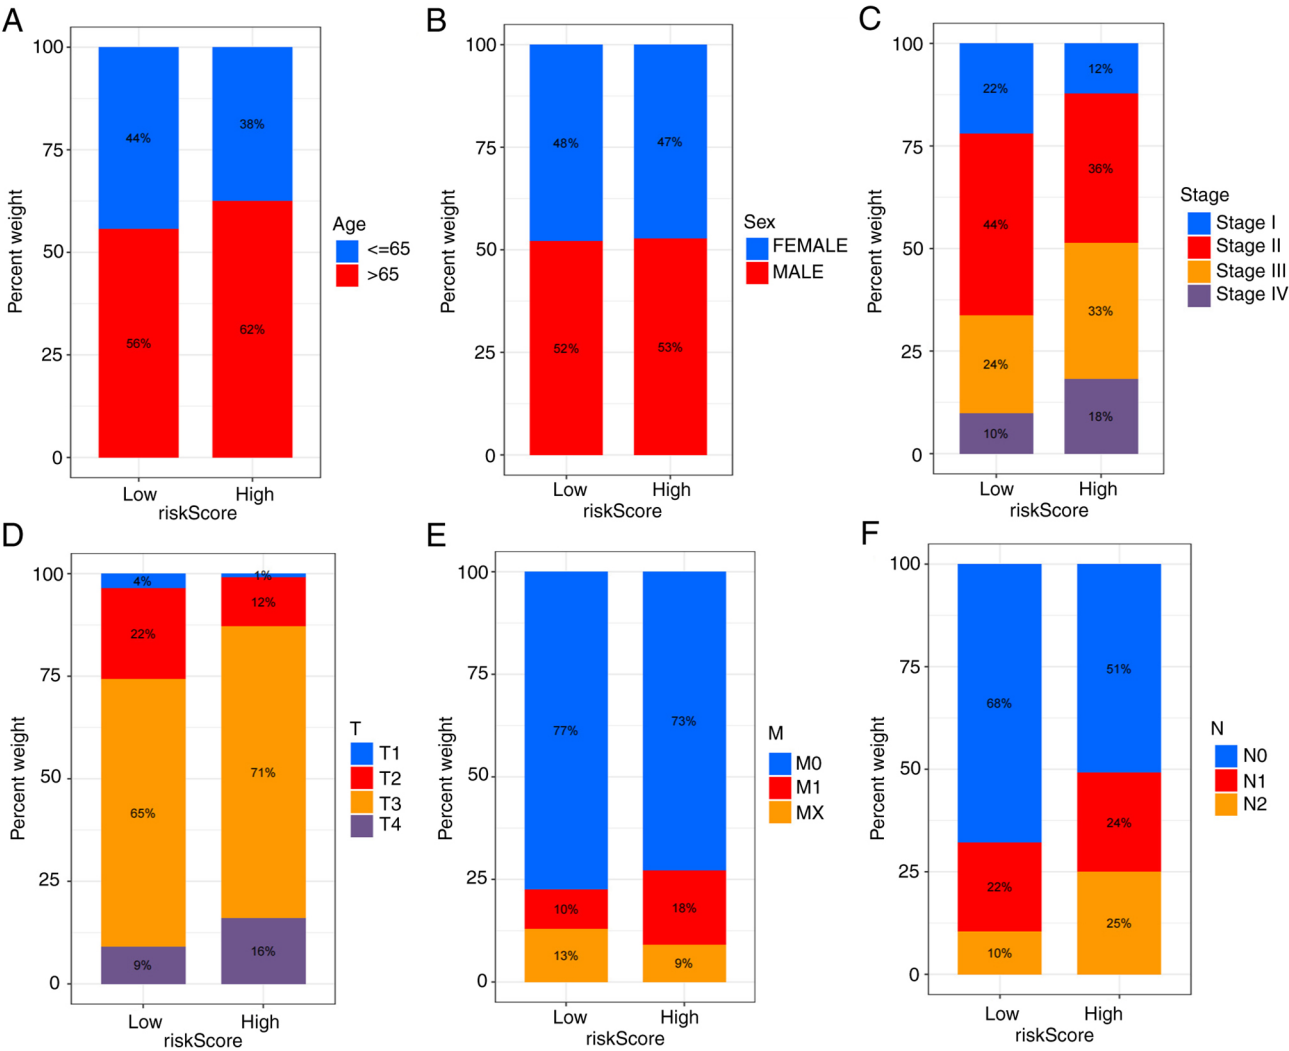 A
Percent weight
100
75
50
25
0
44%
56%
38%
62%
Low
High
riskScore
Age
<=65
>65
B
Percent weight
100
75
50
25
0
48%
52%
47%
53%
Low
High
riskScore
Sex
FEMALE
MALE
C
Percent weight
100
75
50
25
0
22%
44%
24%
10%
12%
36%
33%
18%
Low
High
riskScore
Stage
Stage I
Stage II
Stage III
Stage IV
D
Percent weight
100
75
50
25
0
4%
22%
65%
9%
1%
12%
71%
16%
Low
High
riskScore
T
T1
T2
T3
T4
E
Percent weight
100
75
50
25
0
77%
10%
13%
73%
18%
9%
Low
High
riskScore
M
M0
M1
MX
F
Percent weight
100
75
50
25
0
68%
22%
10%
51%
24%
25%
Low
High
riskScore
N
N0
N1
N2